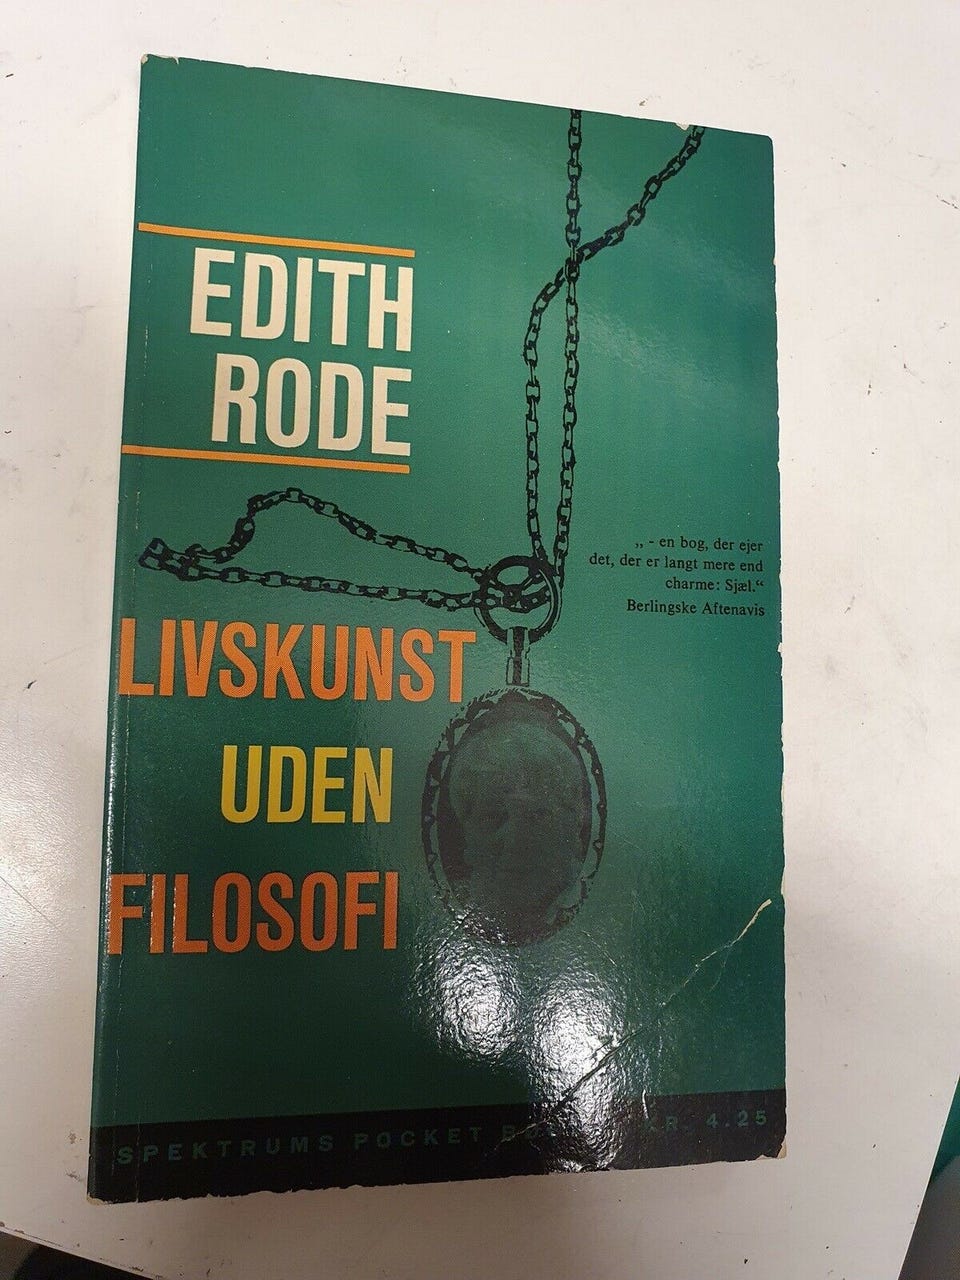 EDITH
RODE
„ - en bog, der ejer
det, der er langt mere end
charme: Sjæl.“
Berlingske Aftenavis
LIVSKUNST
UDEN
FILOSOFI
SPEKTRUMS POCKET KR. 4.25